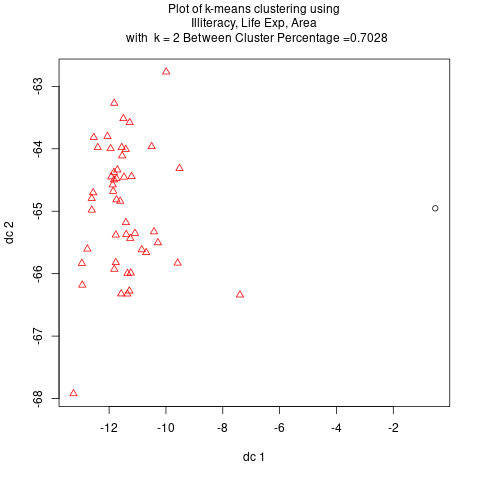 Plot of k-means clustering using
Illiteracy, Life Exp, Area
with  k = 2 Between Cluster Percentage =0.7028
-63
-64
-65
-66
-67
-68
dc 2
-12
-10
-8
-6
-4
-2
dc 1